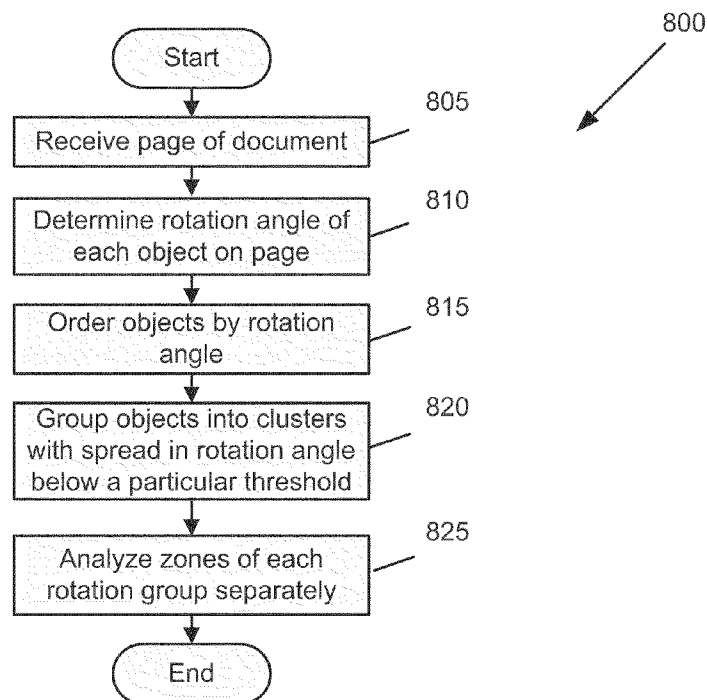 800
Start
805
Receive page of document
810
Determine rotation angle of
each object on page
815
Order objects by rotation
angle
820
Group objects into clusters
with spread in rotation angle
below a particular threshold
825
Analyze zones of each
rotation group separately
End